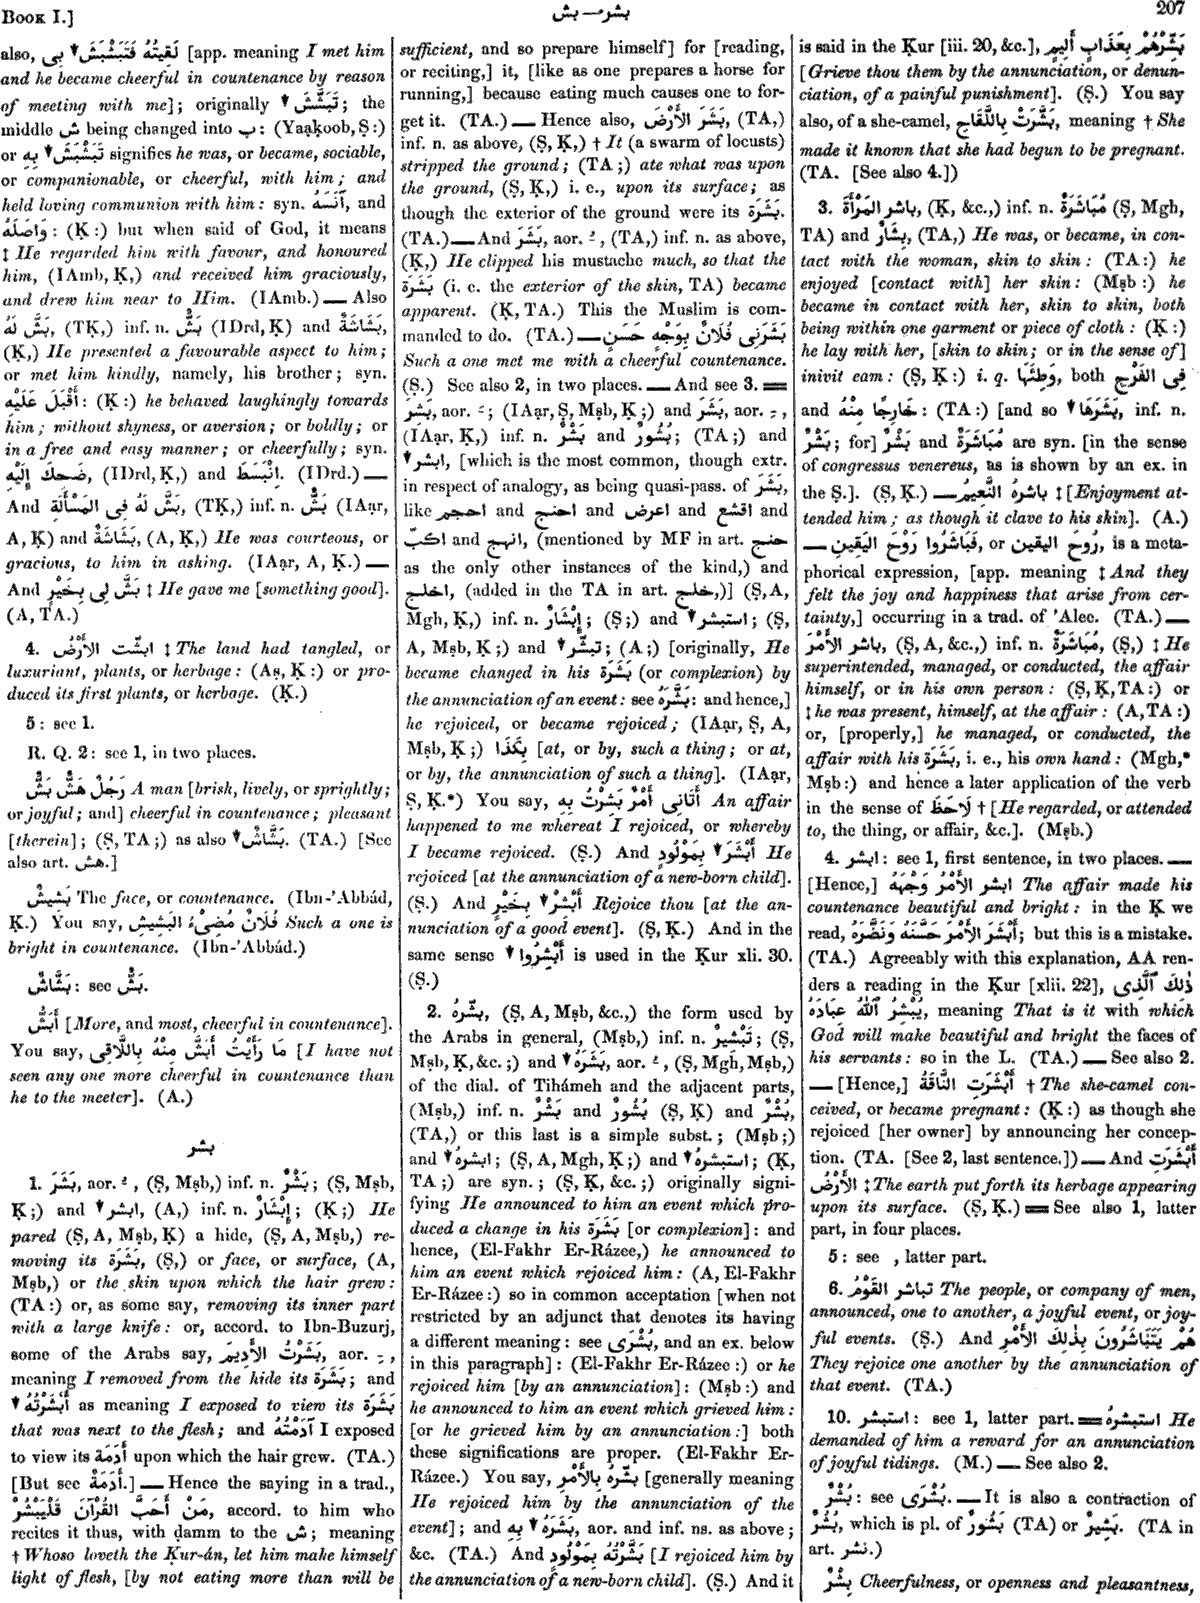 BOOK I.]
بشر — بش
207
also, لَقِيتُهُ فَتَبَشْبَشَ بِى [app. meaning I met him
and he became cheerful in countenance by reason
of meeting with me]; originally تَبَشَّشَ; the
middle ش being changed into ب: (Yaạḳoob, Ṣ:)
or تَبَشْبَشَ بِهِ signifies he was, or became, sociable,
or companionable, or cheerful, with him; and
held loving communion with him: syn. آنَسَهُ, and
وَاصَلَهُ: (Ḳ:) but when said of God, it means
‡ He regarded him with favour, and honoured
him, (IAmb, Ḳ,) and received him graciously,
and drew him near to Him. (IAmb.) — Also
بَشَّ لَهُ, (TḲ,) inf. n. بَشٌّ (IDrd, Ḳ) and بَشَاشَةٌ
(Ḳ,) He presented a favourable aspect to him;
or met him kindly, namely, his brother; syn.
أَقْبَلَ عَلَيْهِ: (Ḳ:) he behaved laughingly towards
him; without shyness, or aversion; or boldly; or
in a free and easy manner; or cheerfully; syn.
ضَحِكَ إِلَيْهِ, (IDrd, Ḳ,) and انْبَسَطَ. (IDrd.) —
And بَشَّ لَهُ فِى المَسْأَلَةِ, (TḲ,) inf. n. بَشٌّ (IAạr,
A, Ḳ) and بَشَاشَةٌ, (A, Ḳ,) He was courteous, or
gracious, to him in asking. (IAạr, A, Ḳ.) —
And بَشَّ لِى بِخَيْرٍ ‡ He gave me [something good].
(A, TA.)
4. ابشّت الأَرْضُ ‡ The land had tangled, or
luxuriant, plants, or herbage: (Aṣ, Ḳ:) or pro-
duced its first plants, or herbage. (Ḳ.)
5: see 1.
R. Q. 2: see 1, in two places.
رَجُلٌ هَشٌّ بَشٌّ A man [brisk, lively, or sprightly;
or joyful; and] cheerful in countenance; pleasant
[therein]; (Ṣ, TA;) as also بَشَّاشٌ. (TA.) [See
also art. هش.]
بَشِيشٌ The face, or countenance. (Ibn-'Abbád,
Ḳ.) You say, فُلَانٌ مُضِىْءُ البَشِيشِ Such a one is
bright in countenance. (Ibn-'Abbád.)
بَشَّاشٌ: see بَشٌّ.
أَبَشُّ [More, and most, cheerful in countenance].
You say, مَا رَأَيْتُ أَبَشَّ مِنْهُ بِاللَّاقِى [I have not
seen any one more cheerful in countenance than
he to the meeter]. (A.)
بشر
1. بَشَرَ, aor. ـُ, (Ṣ, Mṣb,) inf. n. بَشْرٌ; (Ṣ, Mṣb,
Ḳ;) and ابشر, (A,) inf. n. إِبْشَارٌ; (Ḳ;) He
pared (Ṣ, A, Mṣb, Ḳ) a hide, (Ṣ, A, Mṣb,) re-
moving its بَشَرَة, (Ṣ,) or face, or surface, (A,
Mṣb,) or the skin upon which the hair grew:
(TA:) or, as some say, removing its inner part
with a large knife: or, accord. to Ibn-Buzurj,
some of the Arabs say, بَشَرْتُ الأَدِيمَ, aor. ـِ,
meaning I removed from the hide its بَشَرَة; and
أَبْشَرْتُهُ as meaning I exposed to view its بَشَرَة
that was next to the flesh; and آدَمْتُهُ I exposed
to view its أَدَمَة upon which the hair grew. (TA.)
[But see أَدَمَةٌ.] — Hence the saying in a trad.,
مَنْ أَحَبَّ القُرْآنَ فَلْيَبْشُرْ, accord. to him who
recites it thus, with ḍamm to the ش; meaning
† Whoso loveth the Ḳur-án, let him make himself
light of flesh, [by not eating more than will be
sufficient, and so prepare himself] for [reading,
or reciting,] it, [like as one prepares a horse for
running,] because eating much causes one to for-
get it. (TA.) — Hence also, بَشَرَ الأَرْضَ, (TA,)
inf. n. as above, (Ṣ, Ḳ,) † It (a swarm of locusts)
stripped the ground; (TA;) ate what was upon
the ground, (Ṣ, Ḳ,) i. e., upon its surface; as
though the exterior of the ground were its بَشَرَة.
(TA.) — And بَشَرَ, aor. ـُ, (TA,) inf. n. as above,
(Ḳ,) He clipped his mustache much, so that the
بَشَرَة (i. e. the exterior of the skin, TA) became
apparent. (Ḳ, TA.) This the Muslim is com-
manded to do. (TA.) — بَشَرَنِى فُلَانٌ بِوَجْهٍ حَسَنٍ
Such a one met me with a cheerful countenance.
(Ṣ.) See also 2, in two places. — And see 3. ==
بَشِرَ, aor. ـَ; (IAạr, Ṣ, Mṣb, Ḳ;) and بَشَرَ, aor. ـِ,
(IAạr, Ḳ,) inf. n. بَشْرٌ and بُشُورٌ; (TA;) and
ابشر, [which is the most common, though extr.
in respect of analogy, as being quasi-pass. of بَشَرَ,
like احجم and احنج and اعرض and اقشع and
اكبّ and انهج, (mentioned by MF in art. حنج
as the only other instances of the kind,) and
اخلج, (added in the TA in art. خلج,)] (Ṣ, A,
Mgh, Ḳ,) inf. n. إِبْشَارٌ; (Ṣ;) and استبشر; (Ṣ,
A, Mṣb, Ḳ;) and تبشّر; (A;) [originally, He
became changed in his بَشَرَة (or complexion) by
the annunciation of an event: see بَشَّرَهُ: and hence,]
he rejoiced, or became rejoiced; (IAạr, Ṣ, A,
Mṣb, Ḳ;) بِكَذَا [at, or by, such a thing; or at,
or by, the annunciation of such a thing]. (IAạr,
Ṣ, Ḳ.*) You say, أَتَانِى أَمْرٌ بَشِرْتُ بِهِ An affair
happened to me whereat I rejoiced, or whereby
I became rejoiced. (Ṣ.) And أَبْشَرَ بِمَوْلُودٍ He
rejoiced [at the annunciation of a new-born child].
(Ṣ.) And أَبْشِرْ بِخَيْرٍ Rejoice thou [at the an-
nunciation of a good event]. (Ṣ, Ḳ.) And in the
same sense أَبْشِرُوا is used in the Ḳur xli. 30.
(Ṣ.)
2. بشّرهُ, (Ṣ, A, Mṣb, &c.,) the form used by
the Arabs in general, (Mṣb,) inf. n. تَبْشِيرٌ; (Ṣ,
Mṣb, Ḳ, &c.;) and بَشَرَهُ, aor. ـُ, (Ṣ, Mgh, Mṣb,)
of the dial. of Tihámeh and the adjacent parts,
(Mṣb,) inf. n. بَشْرٌ and بُشُورٌ (Ṣ, Ḳ) and بُشْرٌ,
(TA,) or this last is a simple subst.; (Mṣb;)
and ابشرهُ; (Ṣ, A, Mgh, Ḳ;) and استبشرهُ; (Ḳ,
TA;) are syn.; (Ṣ, Ḳ, &c.;) originally signi-
fying He announced to him an event which pro-
duced a change in his بَشَرَة [or complexion]: and
hence, (El-Fakhr Er-Rázee,) he announced to
him an event which rejoiced him: (A, El-Fakhr
Er-Rázee:) so in common acceptation [when not
restricted by an adjunct that denotes its having
a different meaning: see بُشْرَى, and an ex. below
in this paragraph]: (El-Fakhr Er-Rázee:) or he
rejoiced him [by an annunciation]: (Mṣb:) and
he announced to him an event which grieved him:
[or he grieved him by an annunciation:] both
these significations are proper. (El-Fakhr Er-
Rázee.) You say, بشّرهُ بِالأَمْرِ [generally meaning
He rejoiced him by the annunciation of the
event]; and بَشَرَهُ بِهِ, aor. and inf. ns. as above;
&c. (TA.) And بَشَّرْتُهُ بِمَوْلُودٍ [I rejoiced him by
the annunciation of a new-born child]. (Ṣ.) And it
is said in the Ḳur [iii. 20, &c.], بَشِّرْهُمْ بِعَذَابٍ أَلِيمٍ
[Grieve thou them by the annunciation, or denun-
ciation, of a painful punishment]. (Ṣ.) You say
also, of a she-camel, بَشَّرَتْ بِاللَّقَاحِ, meaning † She
made it known that she had begun to be pregnant.
(TA. [See also 4.])
3. باشر المَرْأَةَ, (Ḳ, &c.,) inf. n. مُبَاشَرَةٌ (Ṣ, Mgh,
TA) and بِشَارٌ, (TA,) He was, or became, in con-
tact with the woman, skin to skin: (TA:) he
enjoyed [contact with] her skin: (Mṣb:) he
became in contact with her, skin to skin, both
being within one garment or piece of cloth: (Ḳ:)
he lay with her, [skin to skin; or in the sense of]
inivit eam: (Ṣ, Ḳ:) i. q. وَطِئَهَا, both فِى الفَرْجِ
and خَارِجًا مِنْهُ: (TA:) [and so بَشَرَهَا, inf. n.
بَشْرٌ; for] بَشْرٌ and مُبَاشَرَةٌ are syn. [in the sense
of congressus venereus, as is shown by an ex. in
the Ṣ.]. (Ṣ, Ḳ.) — باشرهُ النَّعِيمُ ‡ [Enjoyment at-
tended him; as though it clave to his skin]. (A.)
— فَبَاشَرُوا رَوْحَ اليَقِينِ, or رُوحَ اليقين, is a meta-
phorical expression, [app. meaning ‡ And they
felt the joy and happiness that arise from cer-
tainty,] occurring in a trad. of 'Alee. (TA.) —
باشر الأَمْرَ, (Ṣ, A, &c.,) inf. n. مُبَاشَرَةٌ, (Ṣ,) ‡ He
superintended, managed, or conducted, the affair
himself, or in his own person: (Ṣ, Ḳ, TA:) or
‡ he was present, himself, at the affair: (A, TA:)
or, [properly,] he managed, or conducted, the
affair with his بَشَرَة, i. e., his own hand: (Mgh,*
Mṣb:) and hence a later application of the verb
in the sense of لَاحَظَ † [He regarded, or attended
to, the thing, or affair, &c.]. (Mṣb.)
4. ابشر: see 1, first sentence, in two places. —
[Hence,] ابشر الأَمْرُ وَجْهَهُ The affair made his
countenance beautiful and bright: in the Ḳ we
read, أَبْشَرَ الأَمْرَ حَسَّنَهُ وَنَضَّرَهُ; but this is a mistake.
(TA.) Agreeably with this explanation, AA ren-
ders a reading in the Ḳur [xlii. 22], ذٰلِكَ ٱلَّذِى
يُبْشِرُ ٱللّٰهُ عِبَادَهُ, meaning That is it with which
God will make beautiful and bright the faces of
his servants: so in the L. (TA.) — See also 2.
— [Hence,] أَبْشَرَتِ النَّاقَةُ † The she-camel con-
ceived, or became pregnant: (Ḳ:) as though she
rejoiced [her owner] by announcing her concep-
tion. (TA. [See 2, last sentence.]) — And أَبْشَرَتِ
الأَرْضُ ‡ The earth put forth its herbage appearing
upon its surface. (Ṣ, Ḳ.) == See also 1, latter
part, in four places.
5: see , latter part.
6. تباشر القَوْمُ The people, or company of men,
announced, one to another, a joyful event, or joy-
ful events. (Ṣ.) And هُمْ يَتَبَاشَرُونَ بِذٰلِكَ الأَمْرِ
They rejoice one another by the annunciation of
that event. (TA.)
10. استبشر: see 1, latter part. == استبشرهُ He
demanded of him a reward for an annunciation
of joyful tidings. (M.) — See also 2.
بُشْرٌ: see بُشْرَى. — It is also a contraction of
بُشُرٌ, which is pl. of بَشُورٌ (TA) or بَشِيرٌ. (TA in
art. نشر.)
بِشْرٌ Cheerfulness, or openness and pleasantness,